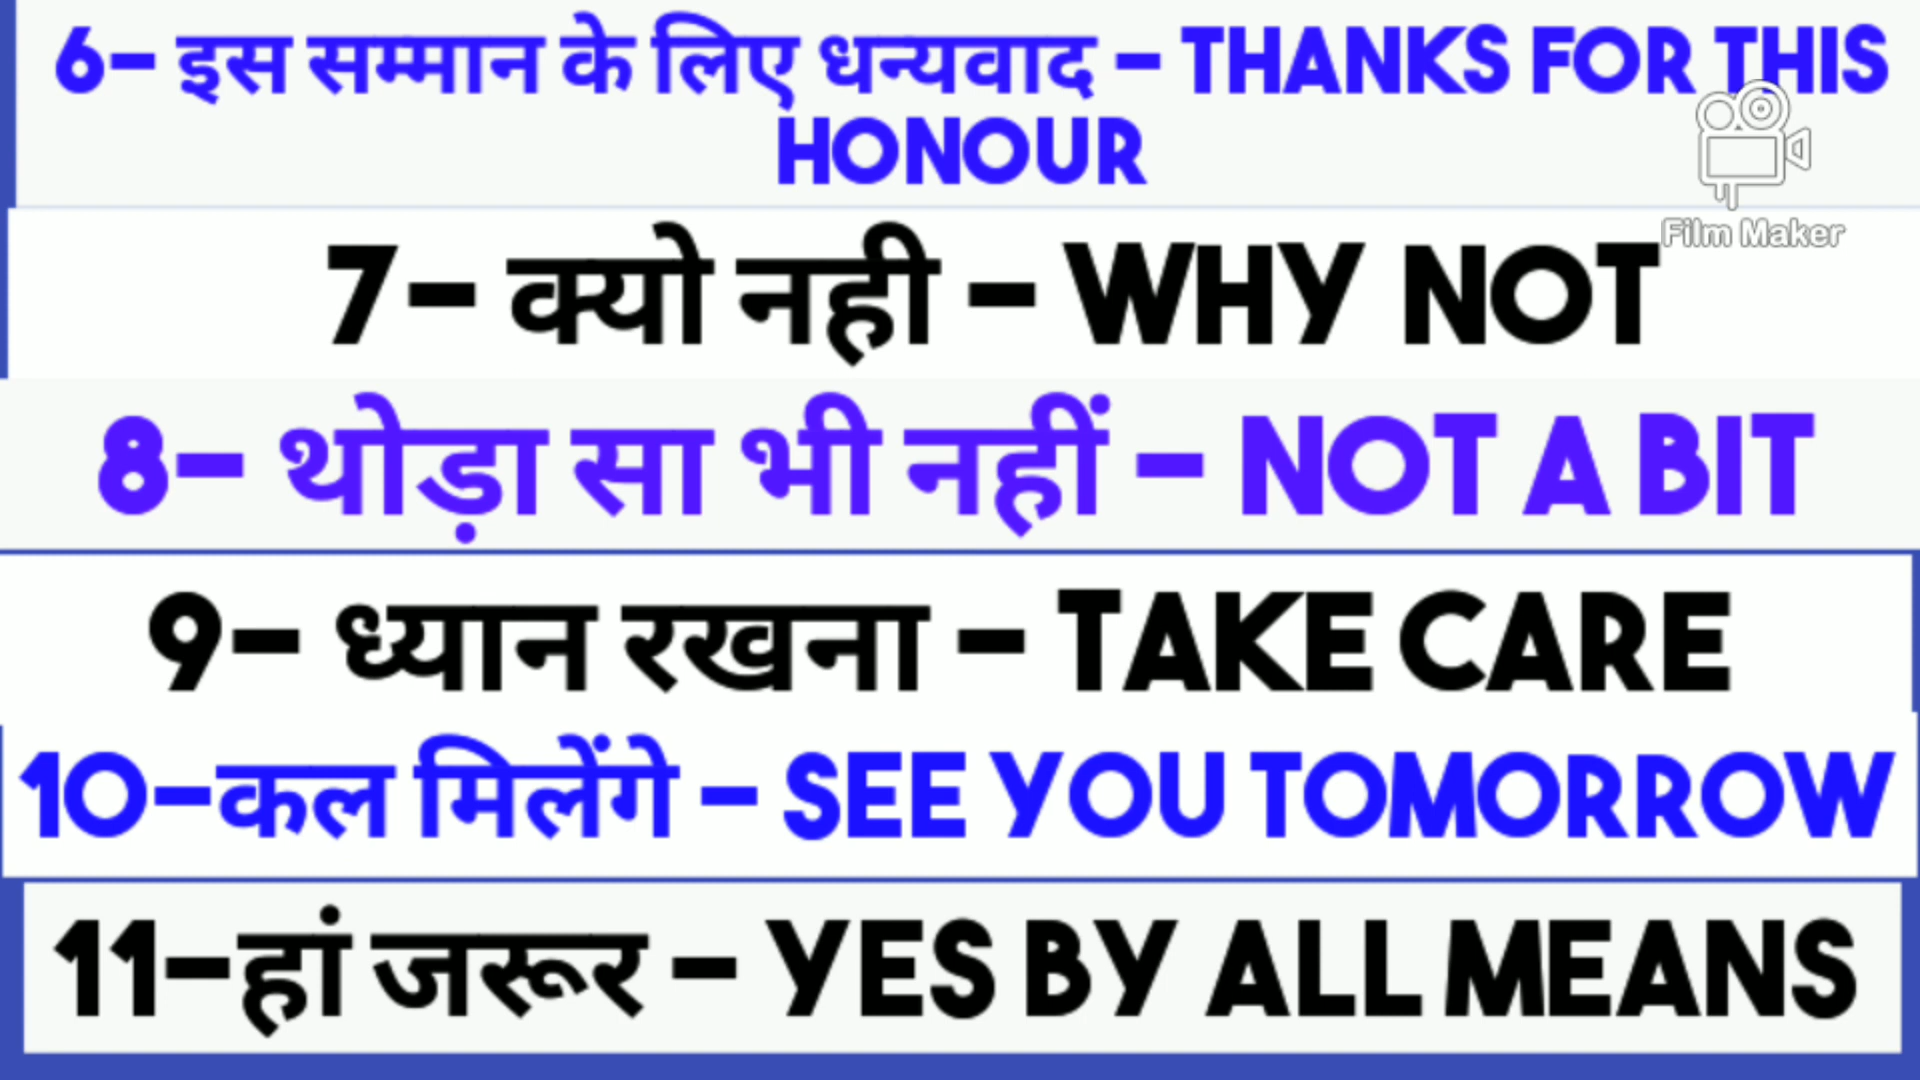 6- इस सम्मान के लिए धन्यवाद - THANKS FOR THIS
HONOUR
Film Maker
7- क्यो नही - WHY NOT
8- थोड़ा सा भी नहीं - NOT A BIT
9- ध्यान रखना - TAKE CARE
10-कल मिलेंगे - SEE YOU TOMORROW
11-हां जरूर - YES BY ALL MEANS